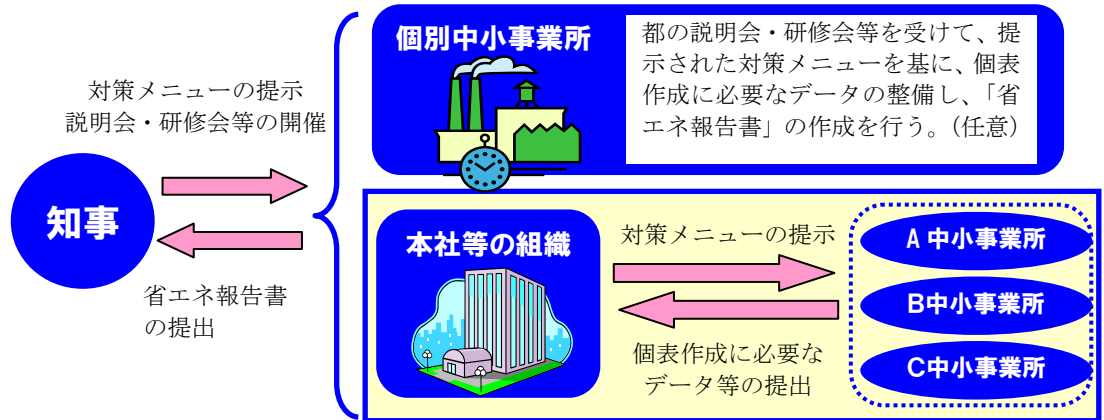 個別中小事業所
都の説明会・研修会等を受けて、提
示された対策メニューを基に、個表
作成に必要なデータの整備し、「省
エネ報告書」の作成を行う。（任意）
対策メニューの提示
説明会・研修会等の開催
知事
省エネ報告書
の提出
本社等の組織
対策メニューの提示
個表作成に必要な
データ等の提出
A 中小事業所
B中小事業所
C中小事業所